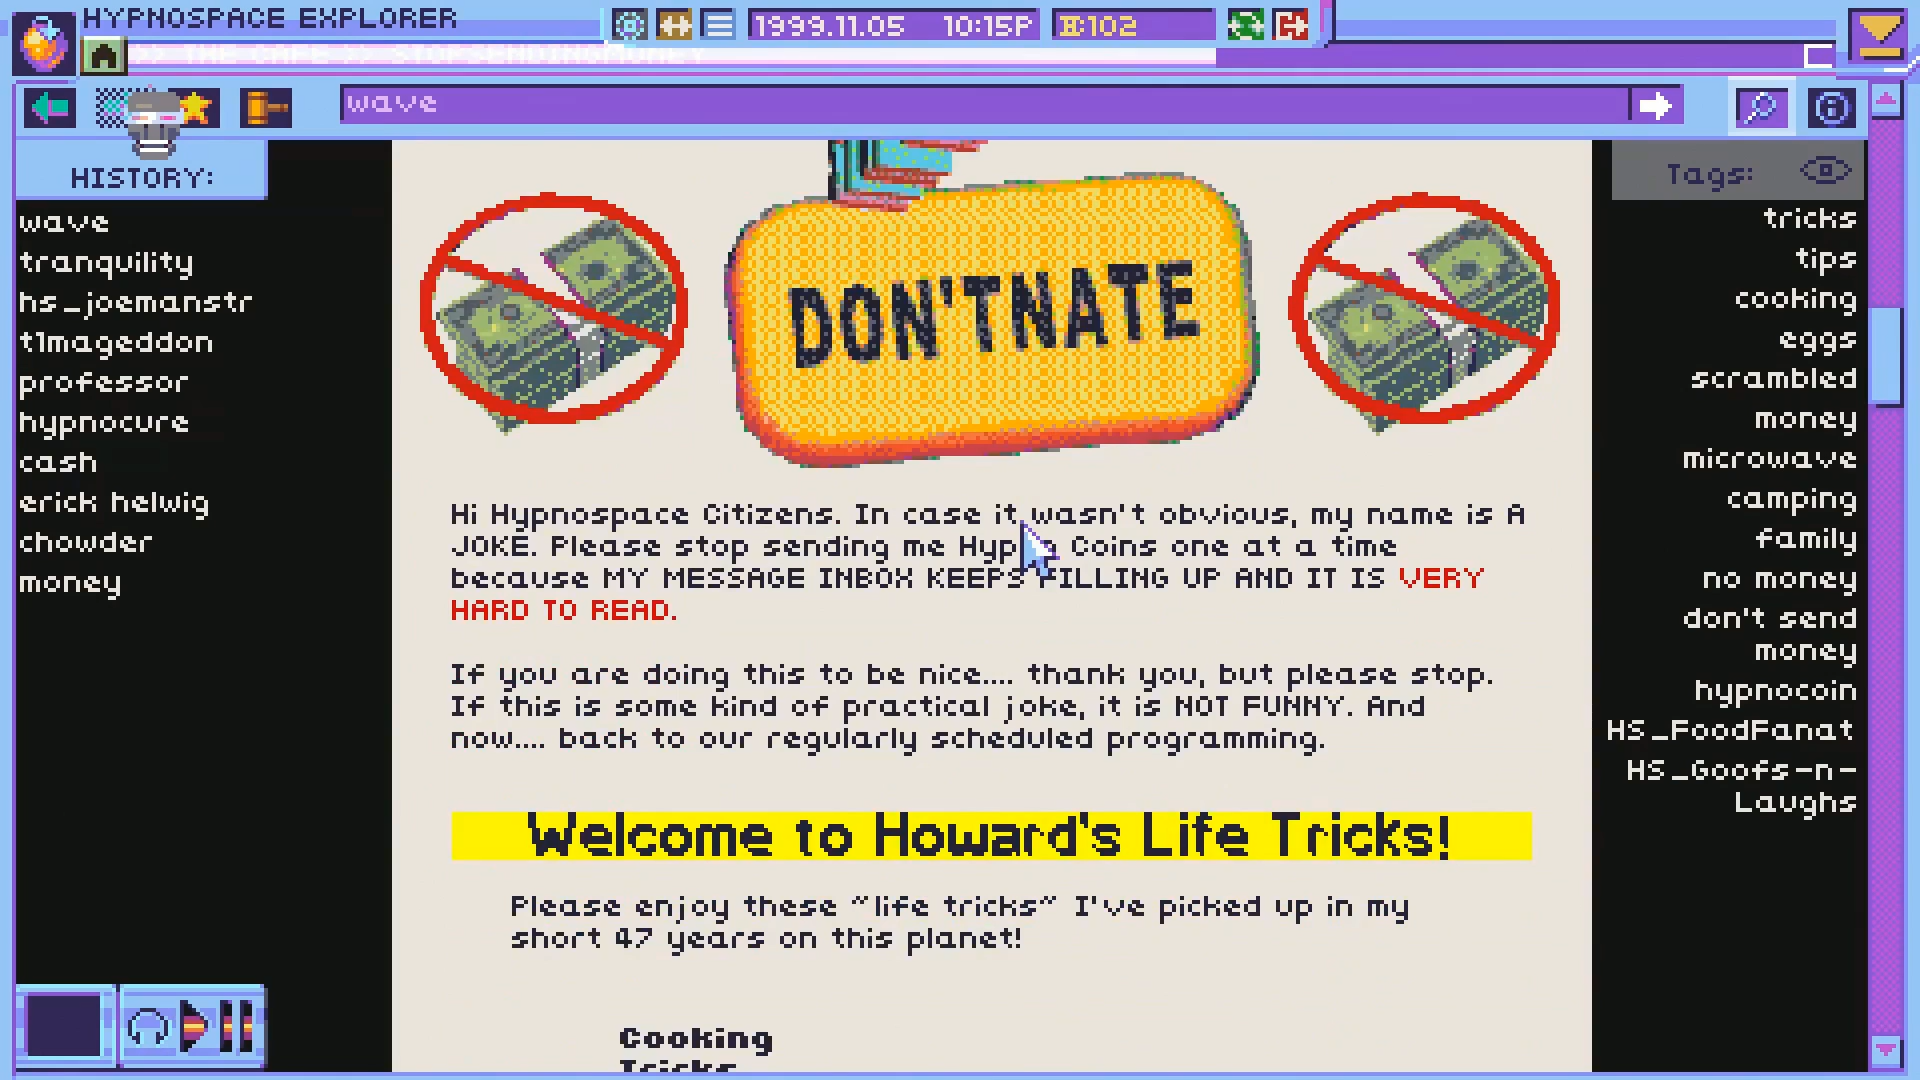 HYPNOSPACE EXPLORER
1999.11.05 10:15P
102
wave
HISTORY:
wave
tranquility
hs_joemanstr
t1mageddon
professor
hypnocure
cash
erick helwig
chowder
money
DON'TNATE
Hi Hypnospace Citizens. In case it wasn't obvious, my name is A
JOKE. Please stop sending me Coins one at a time
because MY MESSAGE INBOX KEEPS FILLING UP AND IT IS VERY
HARD TO READ.
If you are doing this to be nice.... thank you, but please stop.
If this is some kind of practical joke, it is NOT FUNNY. And
now.... back to our regularly scheduled programming.
Welcome to Howard's Life Tricks!
Please enjoy these "life tricks" I've picked up in my
short 47 years on this planet!
Cooking
Tricks
Tags:
tricks
tips
cooking
eggs
scrambled
money
microwave
camping
family
no money
don't send
money
hypnocoin
HS_FoodFanat
HS_Goofs-n-
Laughs